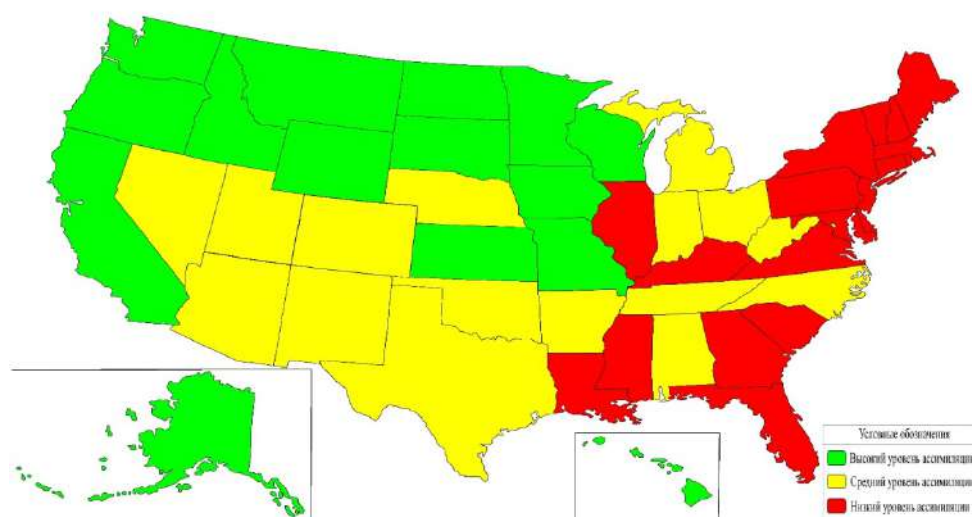 Условные обозначения
Высокий уровень ассимиляции
Средний уровень ассимиляции
Низкий уровень ассимиляции